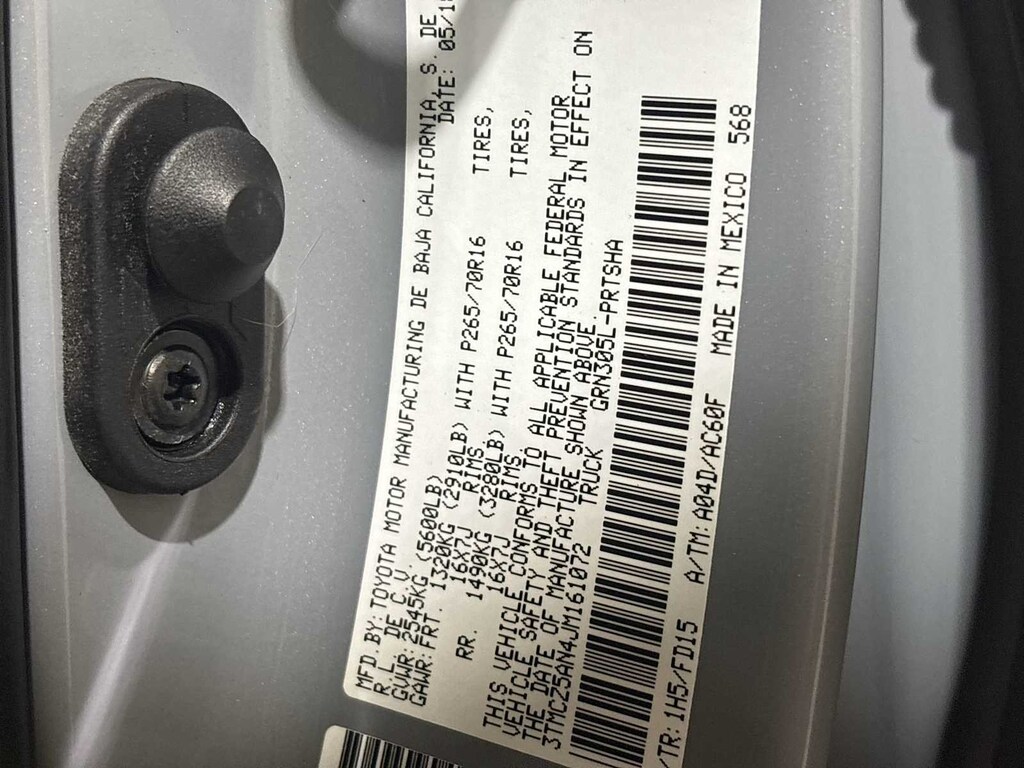 MFD.BY:TOYOTA MOTOR MANUFACTURING DE BAJA CALIFORNIA, S. DE
R.L. DE C.V. DATE: 05/18
GVWR:2545KG (5600LB)
GAWR:FRT. 1320KG (2910LB) WITH P265/70R16 TIRES,
16X7J RIMS
RR. 1490KG (3280LB) WITH P265/70R16 TIRES,
16X7J RIMS
THIS VEHICLE CONFORMS TO ALL APPLICABLE FEDERAL MOTOR
VEHICLE SAFETY AND THEFT PREVENTION STANDARDS IN EFFECT ON
THE DATE OF MANUFACTURE SHOWN ABOVE.
3TMCZ5AN4JM161072 TRUCK GRN305L-PRTSHA
/TR: 1H5/FD15 A/TM: A04D/AC60F MADE IN MEXICO 568